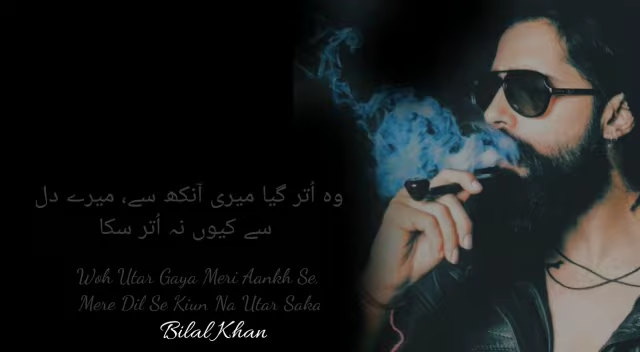 وہ اُتر گیا میری آنکھ سے، میرے دل
سے کیوں نہ اُتر سکا
Woh Utar Gaya Meri Aankh Se.
Mere Dil Se Kiun Na Utar Saka
Bilal Khan